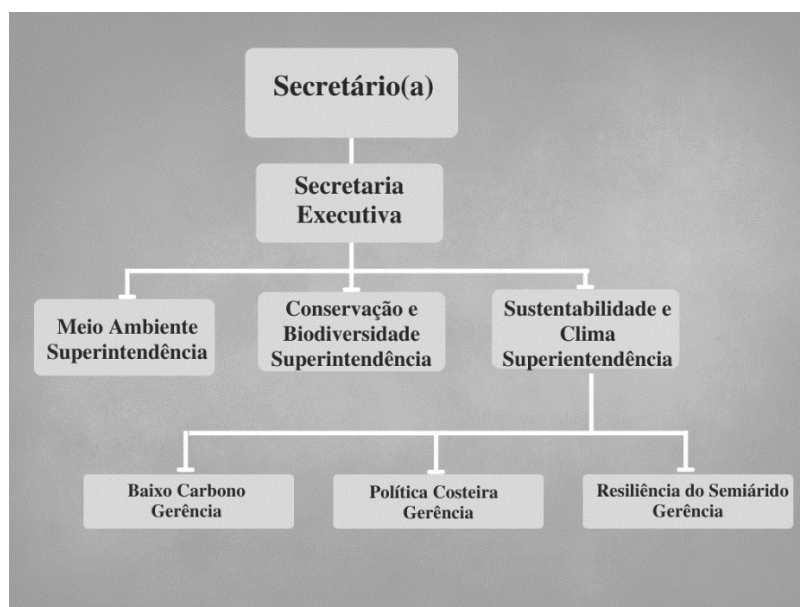 Secretário(a)
Secretaria
Executiva
Meio Ambiente
Superintendência
Conservação e
Biodiversidade
Superintendência
Sustentabilidade e
Clima
Superientendência
Baixo Carbono
Gerência
Política Costeira
Gerência
Resiliência do Semiárido
Gerência